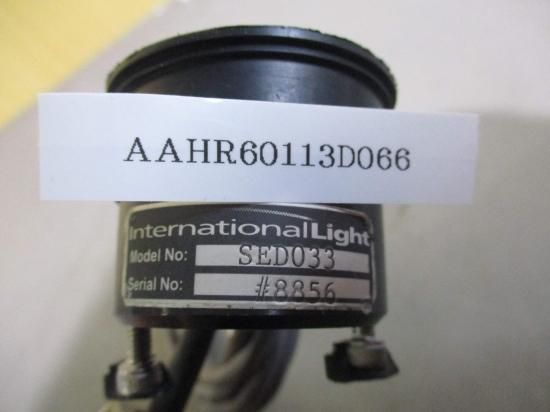 AAHR60113D066
InternationalLight
Model No: SED033
Serial No: #8856